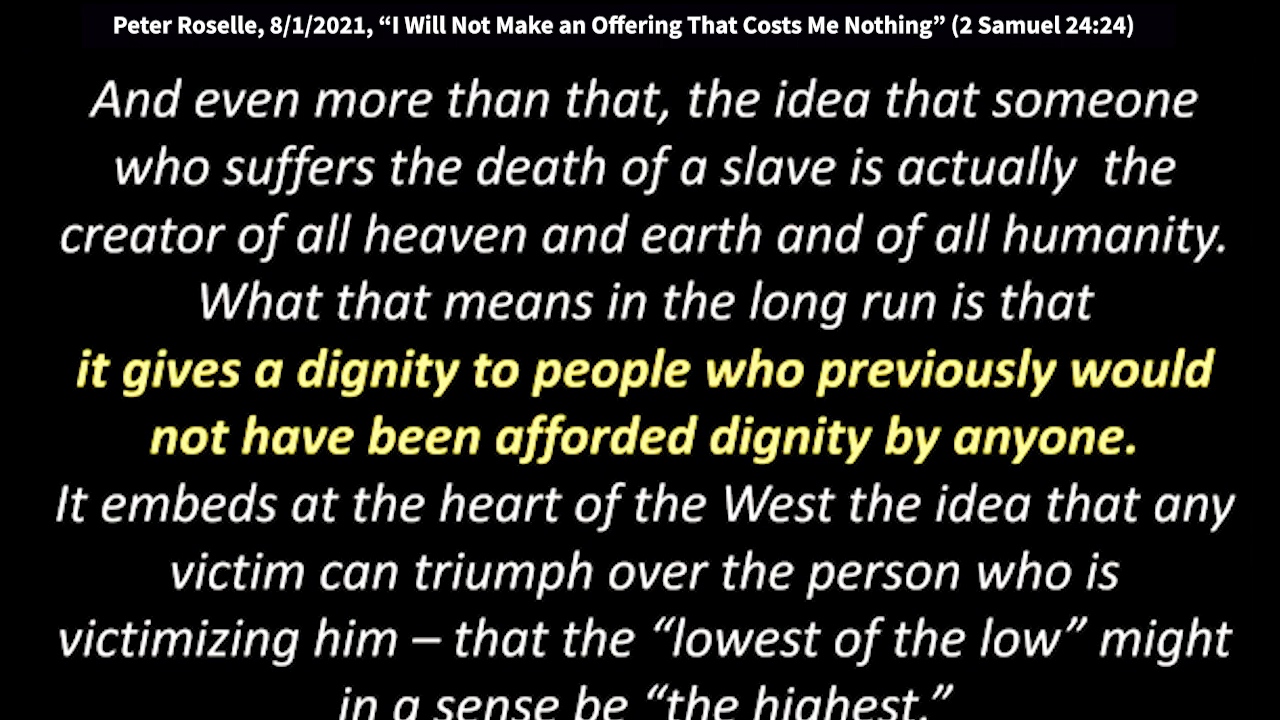 Peter Roselle, 8/1/2021, “I Will Not Make an Offering That Costs Me Nothing” (2 Samuel 24:24)
And even more than that, the idea that someone
who suffers the death of a slave is actually  the
creator of all heaven and earth and of all humanity.
What that means in the long run is that
it gives a dignity to people who previously would
not have been afforded dignity by anyone.
It embeds at the heart of the West the idea that any
victim can triumph over the person who is
victimizing him – that the “lowest of the low” might
in a sense be “the highest.”